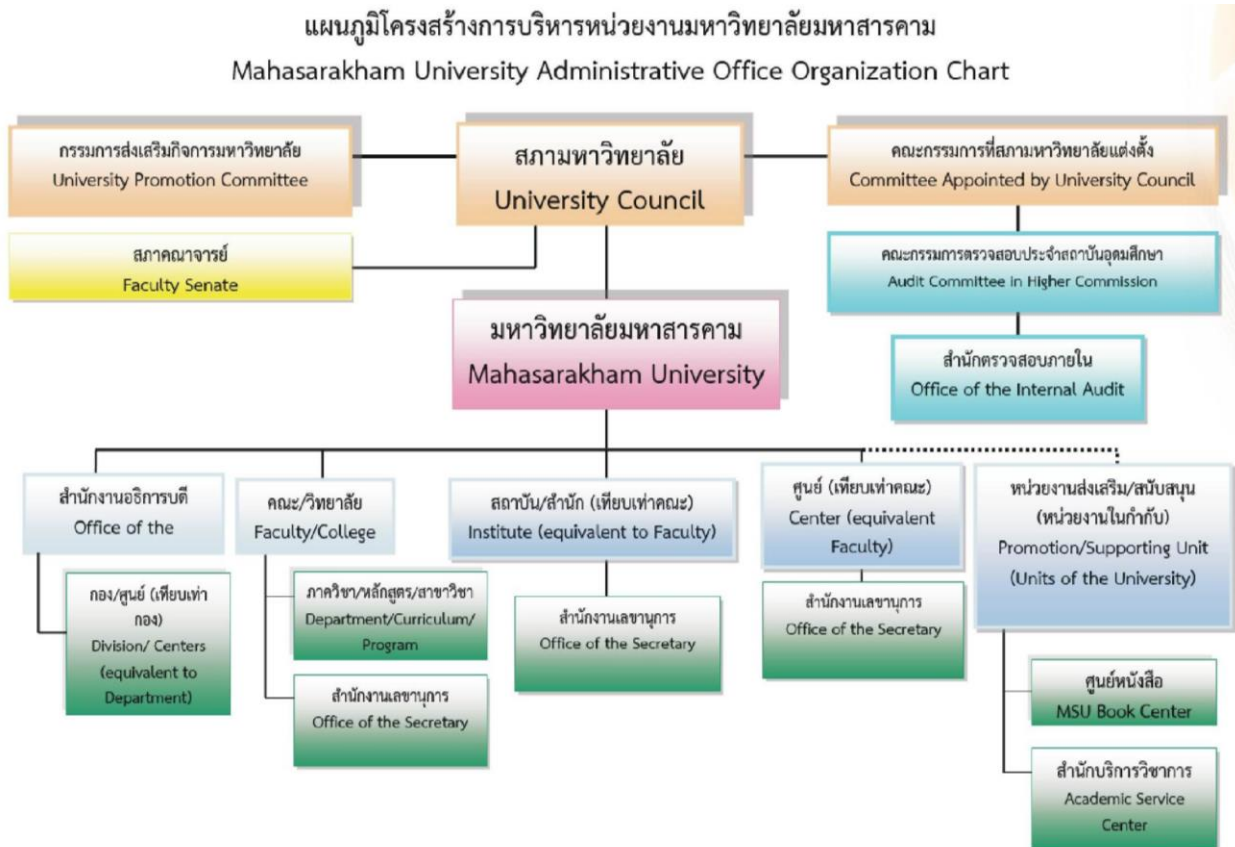 แผนภูมิโครงสร้างการบริหารหน่วยงานมหาวิทยาลัยมหาสารคาม
Mahasarakham University Administrative Office Organization Chart
กรรมการส่งเสริมกิจการมหาวิทยาลัย
University Promotion Committee
สภามหาวิทยาลัย
University Council
คณะกรรมการที่สภามหาวิทยาลัยแต่งตั้ง
Committee Appointed by University Council
สภาคณาจารย์
Faculty Senate
คณะกรรมการตรวจสอบประจำสถาบันอุดมศึกษา
Audit Committee in Higher Commission
มหาวิทยาลัยมหาสารคาม
Mahasarakham University
สำนักตรวจสอบภายใน
Office of the Internal Audit
สำนักงานอธิการบดี
Office of the
คณะ/วิทยาลัย
Faculty/College
สถาบัน/สำนัก (เทียบเท่าคณะ)
Institute (equivalent to Faculty)
ศูนย์ (เทียบเท่าคณะ)
Center (equivalent
Faculty)
หน่วยงานส่งเสริม/สนับสนุน
(หน่วยงานในกำกับ)
Promotion/Supporting Unit
(Units of the University)
กอง/ศูนย์ (เทียบเท่า
กอง)
Division/ Centers
(equivalent to
Department)
ภาควิชา/หลักสูตร/สาขาวิชา
Department/Curriculum/
Program
สำนักงานเลขานุการ
Office of the Secretary
สำนักงานเลขานุการ
Office of the Secretary
สำนักงานเลขานุการ
Office of the Secretary
ศูนย์หนังสือ
MSU Book Center
สำนักบริการวิชาการ
Academic Service
Center